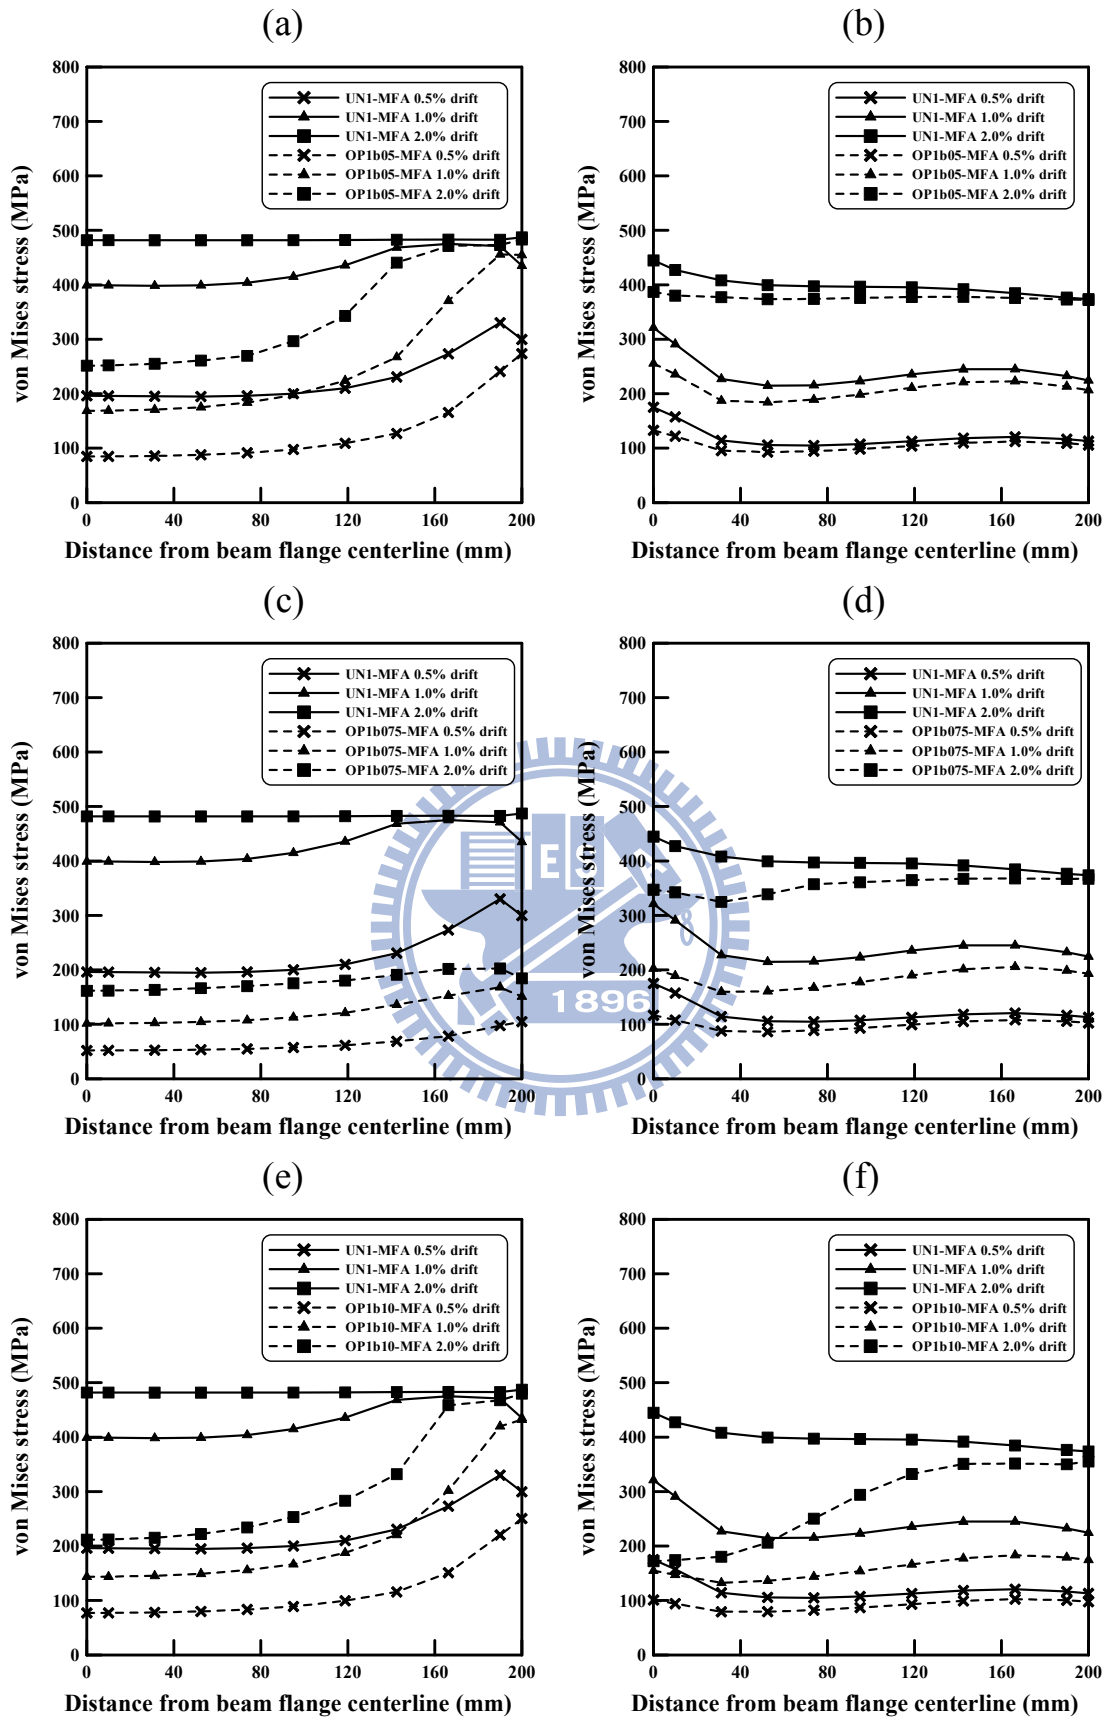 (a)
800
700
600
500
400
300
200
100
0
0 40 80 120 160 200
von Mises stress (MPa)
Distance from beam flange centerline (mm)
UN1-MFA 0.5% drift
UN1-MFA 1.0% drift
UN1-MFA 2.0% drift
OP1b05-MFA 0.5% drift
OP1b05-MFA 1.0% drift
OP1b05-MFA 2.0% drift
(b)
800
700
600
500
400
300
200
100
0
0 40 80 120 160 200
von Mises stress (MPa)
Distance from beam flange centerline (mm)
UN1-MFA 0.5% drift
UN1-MFA 1.0% drift
UN1-MFA 2.0% drift
OP1b05-MFA 0.5% drift
OP1b05-MFA 1.0% drift
OP1b05-MFA 2.0% drift
(c)
800
700
600
500
400
300
200
100
0
0 40 80 120 160 200
von Mises stress (MPa)
Distance from beam flange centerline (mm)
UN1-MFA 0.5% drift
UN1-MFA 1.0% drift
UN1-MFA 2.0% drift
OP1b075-MFA 0.5% drift
OP1b075-MFA 1.0% drift
OP1b075-MFA 2.0% drift
(d)
800
700
600
500
400
300
200
100
0
0 40 80 120 160 200
von Mises stress (MPa)
Distance from beam flange centerline (mm)
UN1-MFA 0.5% drift
UN1-MFA 1.0% drift
UN1-MFA 2.0% drift
OP1b075-MFA 0.5% drift
OP1b075-MFA 1.0% drift
OP1b075-MFA 2.0% drift
1896
(e)
800
700
600
500
400
300
200
100
0
0 40 80 120 160 200
von Mises stress (MPa)
Distance from beam flange centerline (mm)
UN1-MFA 0.5% drift
UN1-MFA 1.0% drift
UN1-MFA 2.0% drift
OP1b10-MFA 0.5% drift
OP1b10-MFA 1.0% drift
OP1b10-MFA 2.0% drift
(f)
800
700
600
500
400
300
200
100
0
0 40 80 120 160 200
von Mises stress (MPa)
Distance from beam flange centerline (mm)
UN1-MFA 0.5% drift
UN1-MFA 1.0% drift
UN1-MFA 2.0% drift
OP1b10-MFA 0.5% drift
OP1b10-MFA 1.0% drift
OP1b10-MFA 2.0% drift